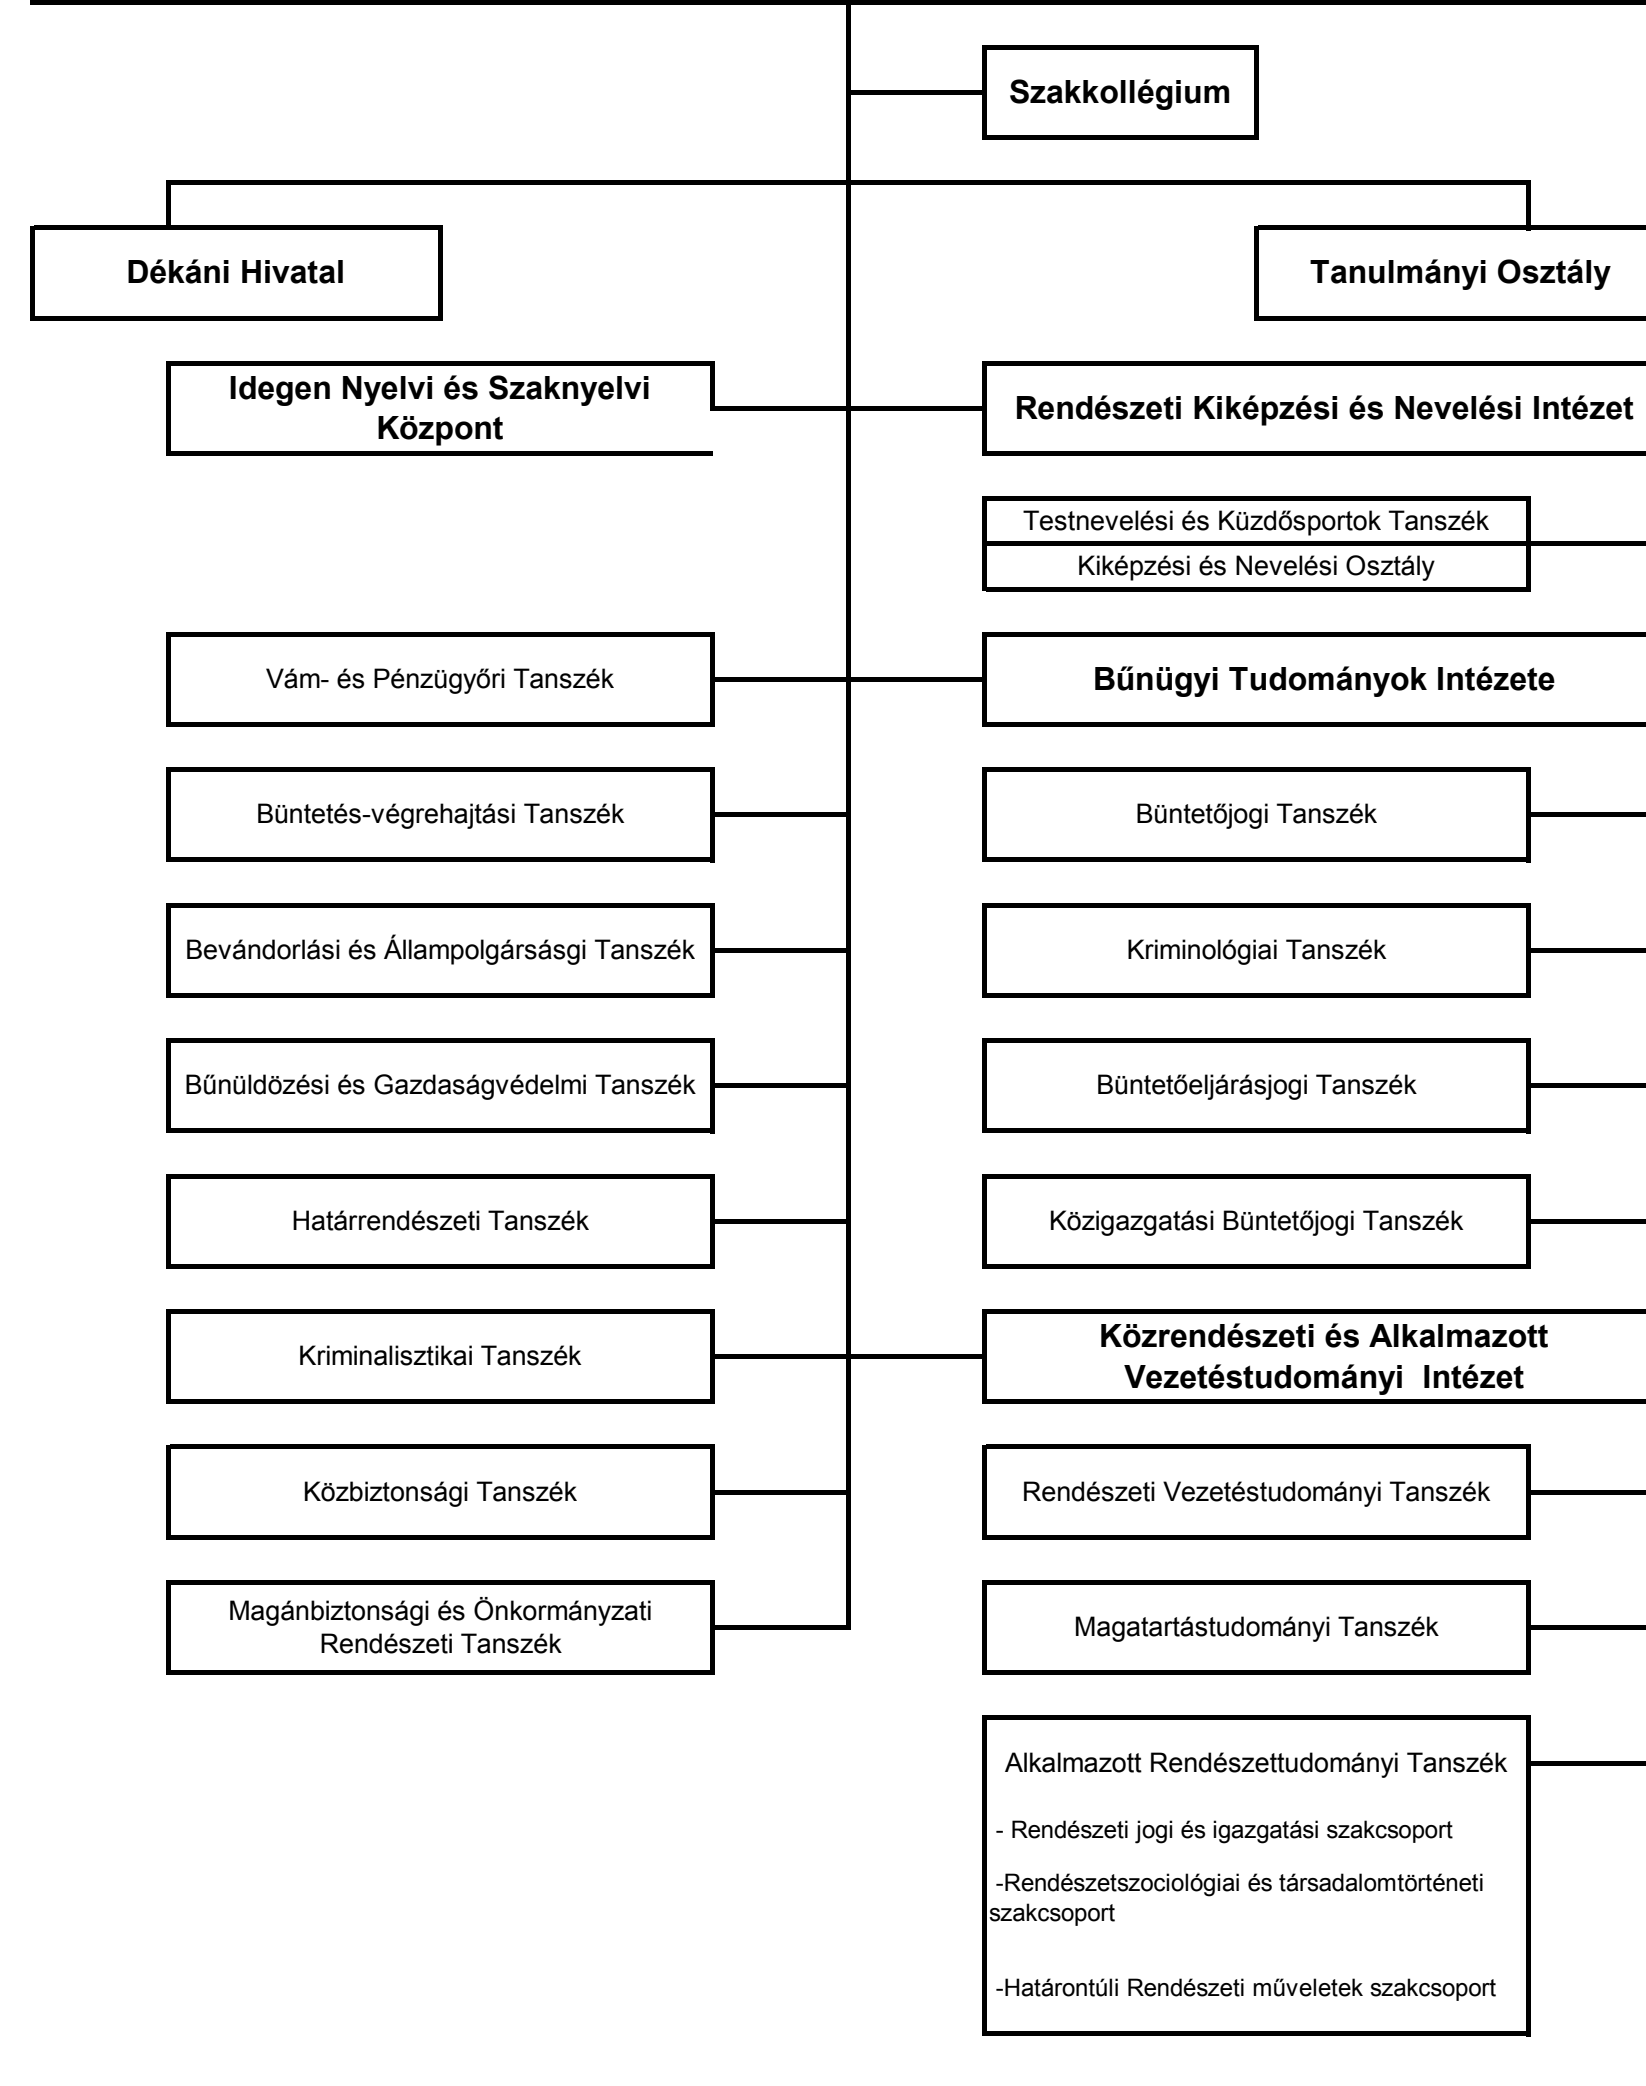 Szakkollégium
Dékáni Hivatal
Tanulmányi Osztály
Idegen Nyelvi és Szaknyelvi
Központ
Rendészeti Kiképzési és Nevelési Intézet
Testnevelési és Küzdősportok Tanszék
Kiképzési és Nevelési Osztály
Vám- és Pénzügyőri Tanszék
Bűnügyi Tudományok Intézete
Büntetés-végrehajtási Tanszék
Büntetőjogi Tanszék
Bevándorlási és Állampolgársásgi Tanszék
Kriminológiai Tanszék
Bűnüldözési és Gazdaságvédelmi Tanszék
Büntetőeljárásjogi Tanszék
Határrendészeti Tanszék
Közigazgatási Büntetőjogi Tanszék
Kriminalisztikai Tanszék
Közrendészeti és Alkalmazott
Vezetéstudományi  Intézet
Közbiztonsági Tanszék
Rendészeti Vezetéstudományi Tanszék
Magánbiztonsági és Önkormányzati
Rendészeti Tanszék
Magatartástudományi Tanszék
Alkalmazott Rendészettudományi Tanszék
- Rendészeti jogi és igazgatási szakcsoport
-Rendészetszociológiai és társadalomtörténeti
szakcsoport
-Határontúli Rendészeti műveletek szakcsoport